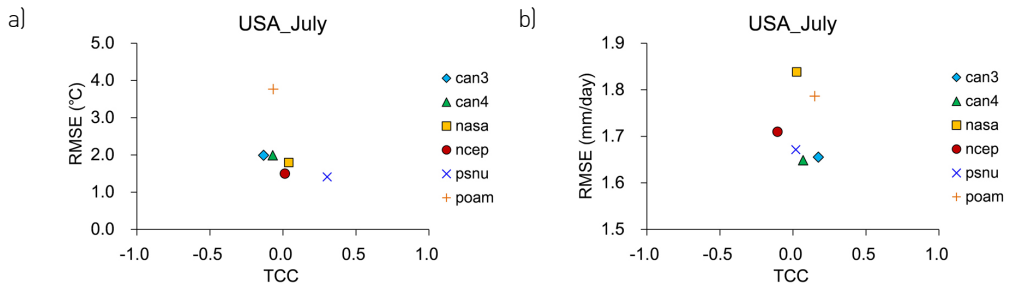 a)
USA_July
RMSE (℃)
5.0
4.0
3.0
2.0
1.0
0.0
-1.0 -0.5 0.0 0.5 1.0
TCC
can3
can4
nasa
ncep
psnu
poam
b)
USA_July
RMSE (mm/day)
1.9
1.8
1.7
1.6
1.5
-1.0 -0.5 0.0 0.5 1.0
TCC
can3
can4
nasa
ncep
psnu
poam